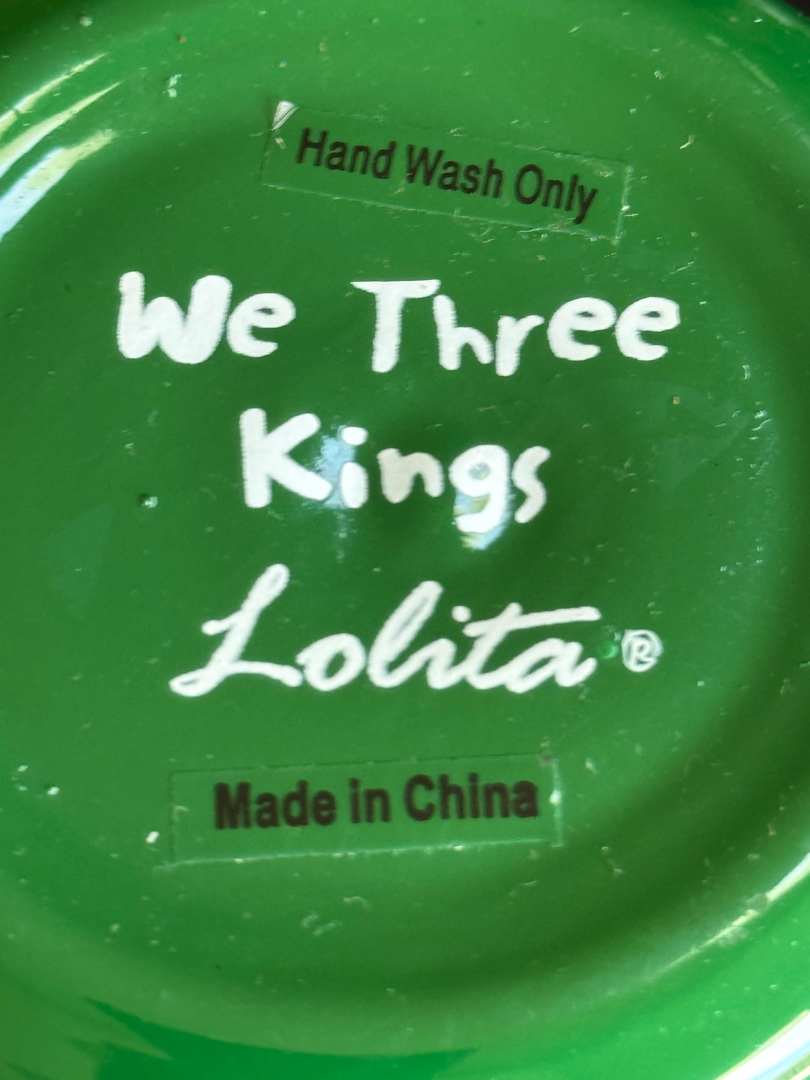 Hand Wash Only
We Three
Kings
Lolita®
Made in China